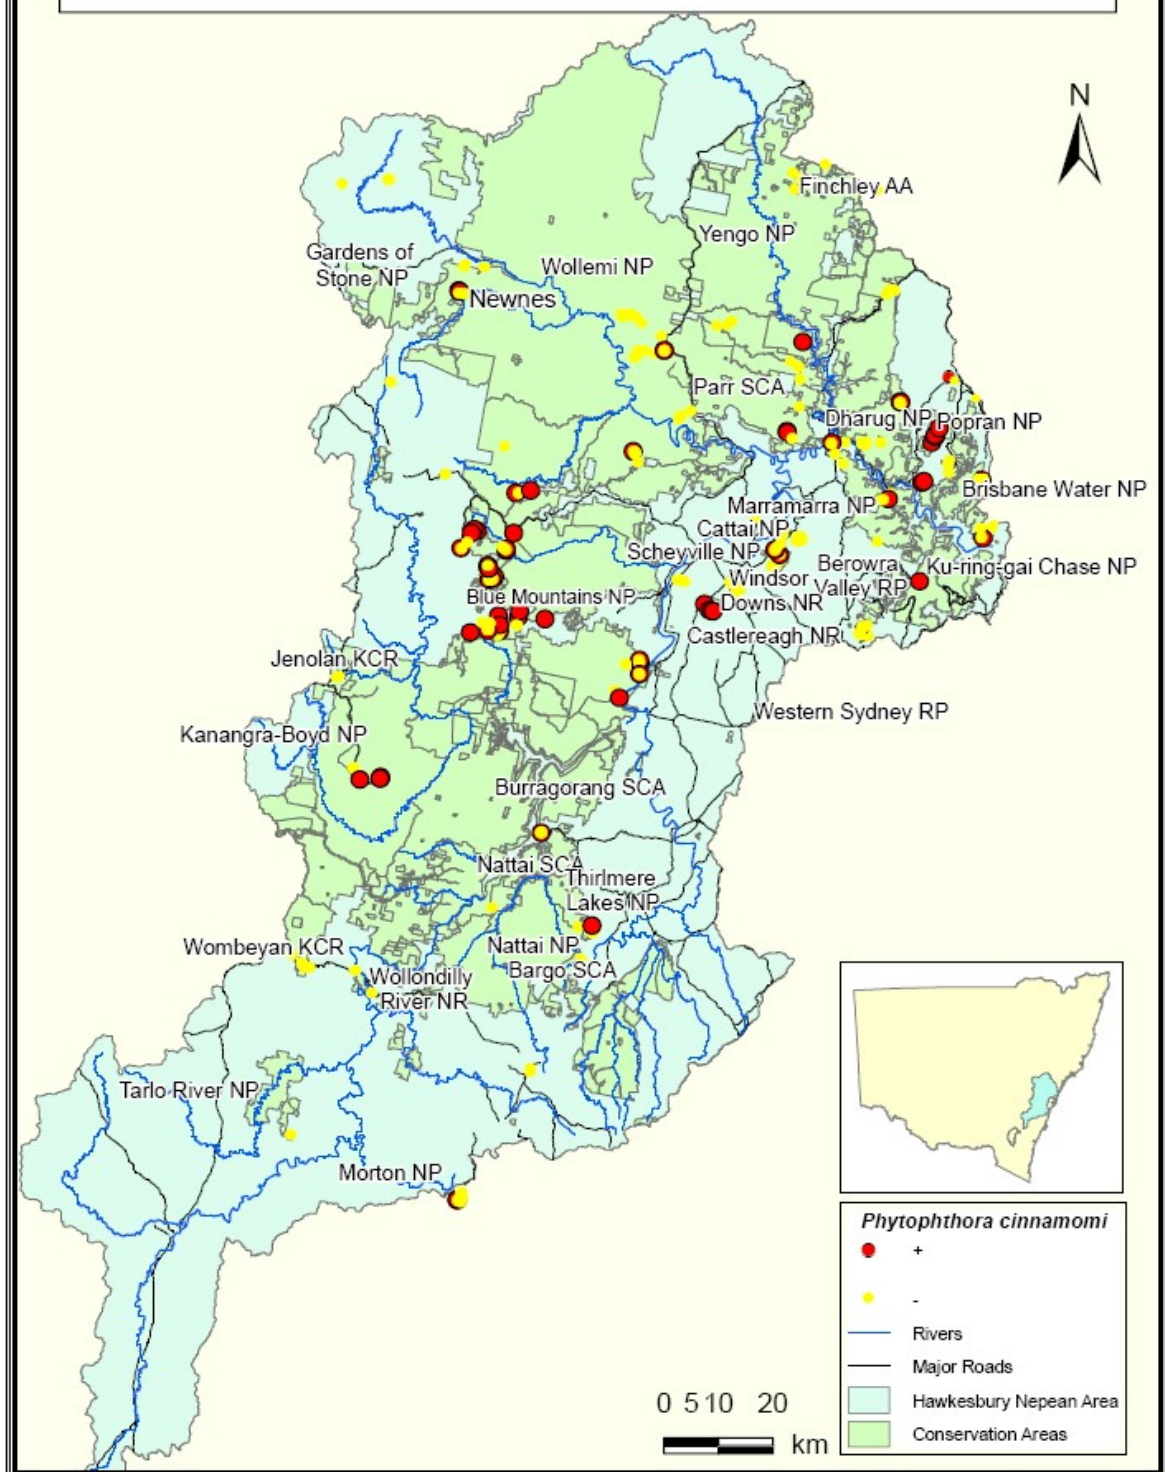 N
Finchley AA
Yengo NP
Gardens of
Stone NP
Wollemi NP
Newnes
Parr SCA
Dharug NP
Popran NP
Brisbane Water NP
Marramarra NP
Cattai NP
Scheyville NP
Berowra
Valley RP
Ku-ring-gai Chase NP
Windsor
Downs NR
Blue Mountains NP
Castlereagh NR
Jenolan KCR
Western Sydney RP
Kanangra-Boyd NP
Burragorang SCA
Nattai SCA
Thirlmere
Lakes NP
Wombeyan KCR
Nattai NP
Bargo SCA
Wollondilly
River NR
Tarlo River NP
Morton NP
Phytophthora cinnamomi
+
-
Rivers
Major Roads
Hawkesbury Nepean Area
Conservation Areas
0 5 10 20
km